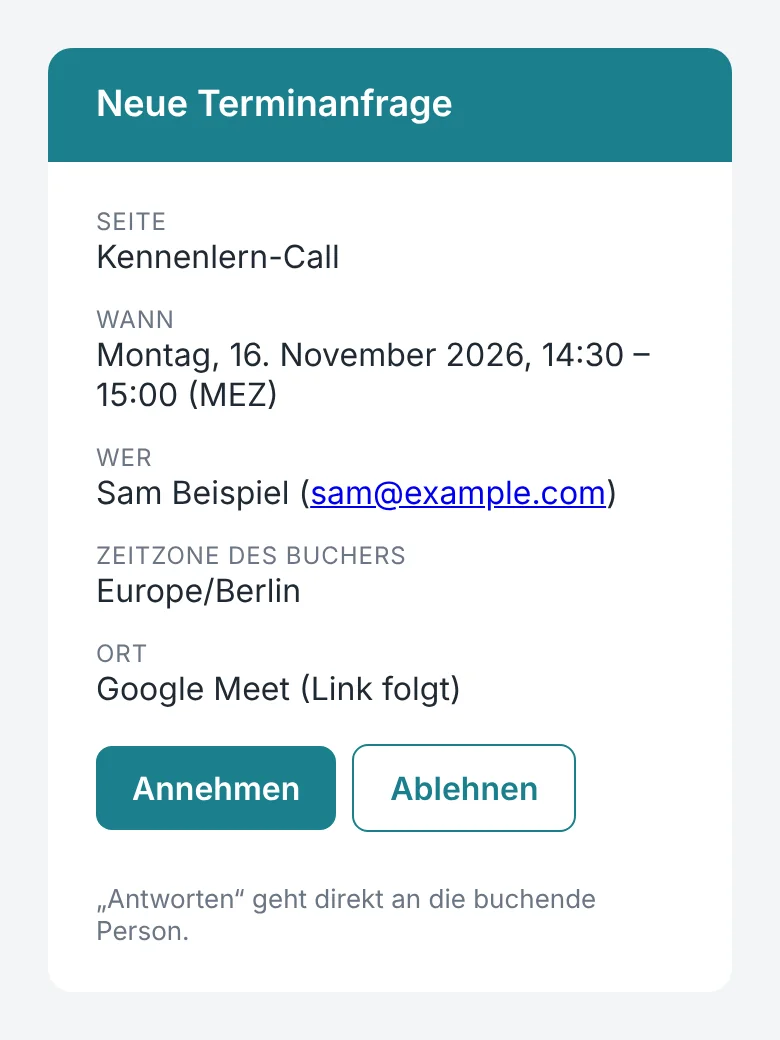 Neue Terminanfrage
SEITE
Kennenlern-Call
WANN
Montag, 16. November 2026, 14:30 –
15:00 (MEZ)
WER
Sam Beispiel (sam@example.com)
ZEITZONE DES BUCHERS
Europe/Berlin
ORT
Google Meet (Link folgt)
Annehmen
Ablehnen
„Antworten“ geht direkt an die buchende
Person.